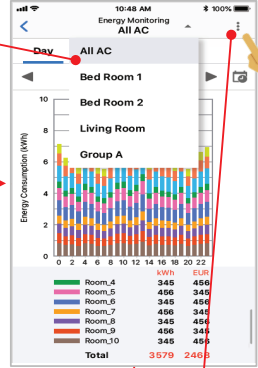 10:48 AM 100%
Energy Monitoring
All AC
Day All AC
Bed Room 1
Bed Room 2
Living Room
Group A
Energy Consumption (kWh)
10
8
6
4
2
0
0 2 4 6 8 10 12 14 16 18 20 22
kWh EUR
Room_4 345 456
Room_5 456 345
Room_6 345 456
Room_7 456 345
Room_8 345 456
Room_9 456 345
Room_10 345 456
Total 3579 2468